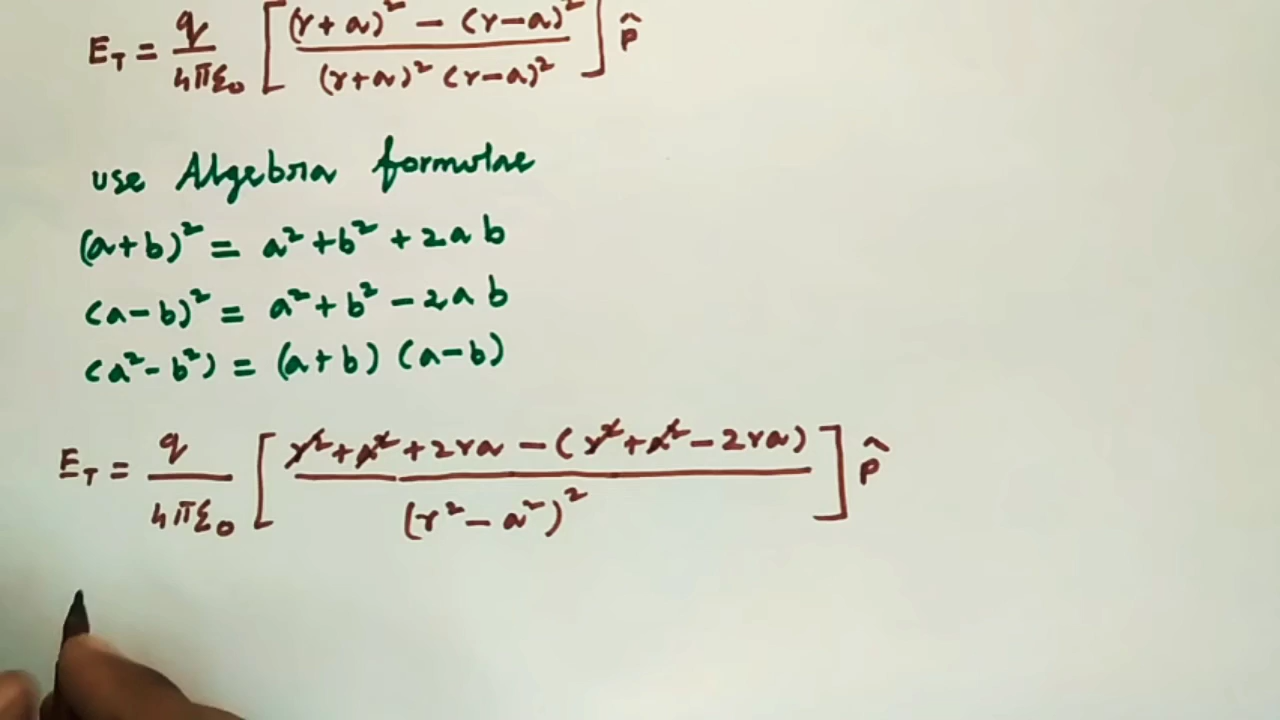 E_T = q/4πε₀ [ (r+a)² − (r−a)² / (r+a)² (r−a)² ] p̂
use Algebra formulae
(a+b)² = a² + b² + 2ab
(a−b)² = a² + b² − 2ab
(a²−b²) = (a+b) (a−b)
E_T = q/4πε₀ [ r² + a² + 2ra − (r² + a² − 2ra) / (r² − a²)² ] p̂